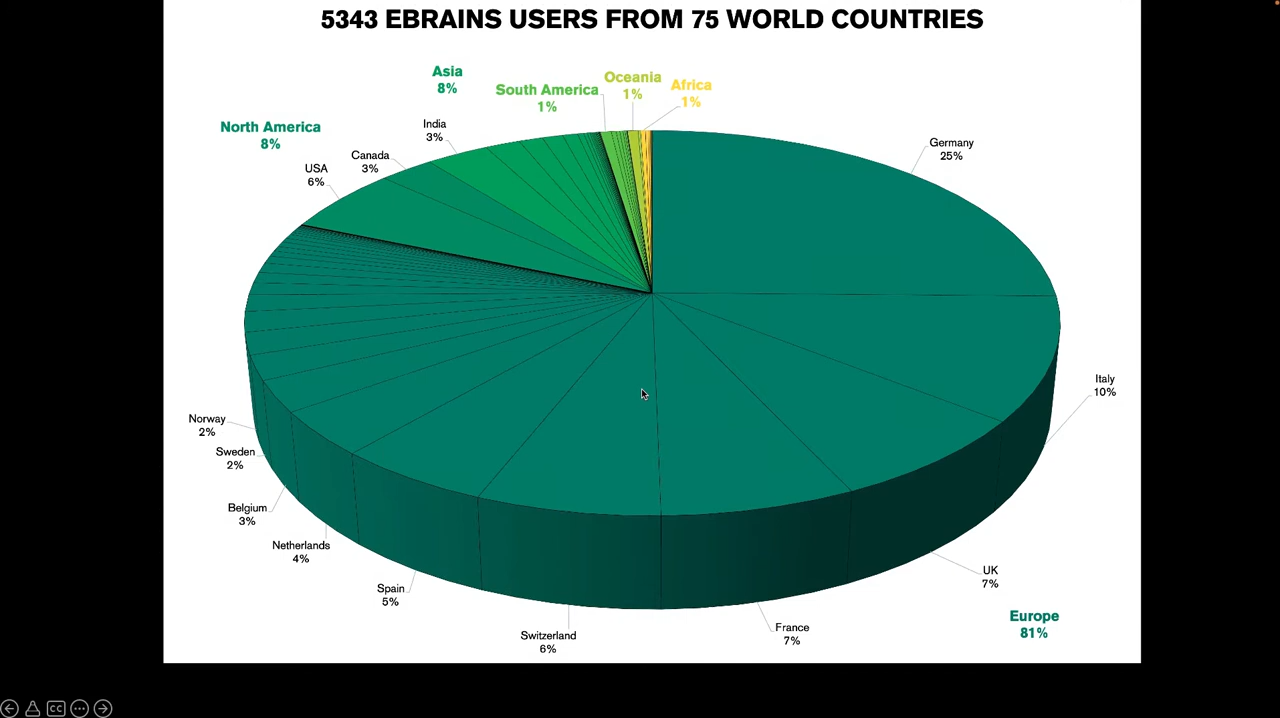 5343 EBRAINS USERS FROM 75 WORLD COUNTRIES
Asia
8%
South America
1%
Oceania
1%
Africa
1%
North America
8%
India
3%
Canada
3%
USA
6%
Germany
25%
Italy
10%
Norway
2%
Sweden
2%
Belgium
3%
Netherlands
4%
Spain
5%
Switzerland
6%
France
7%
UK
7%
Europe
81%
CC